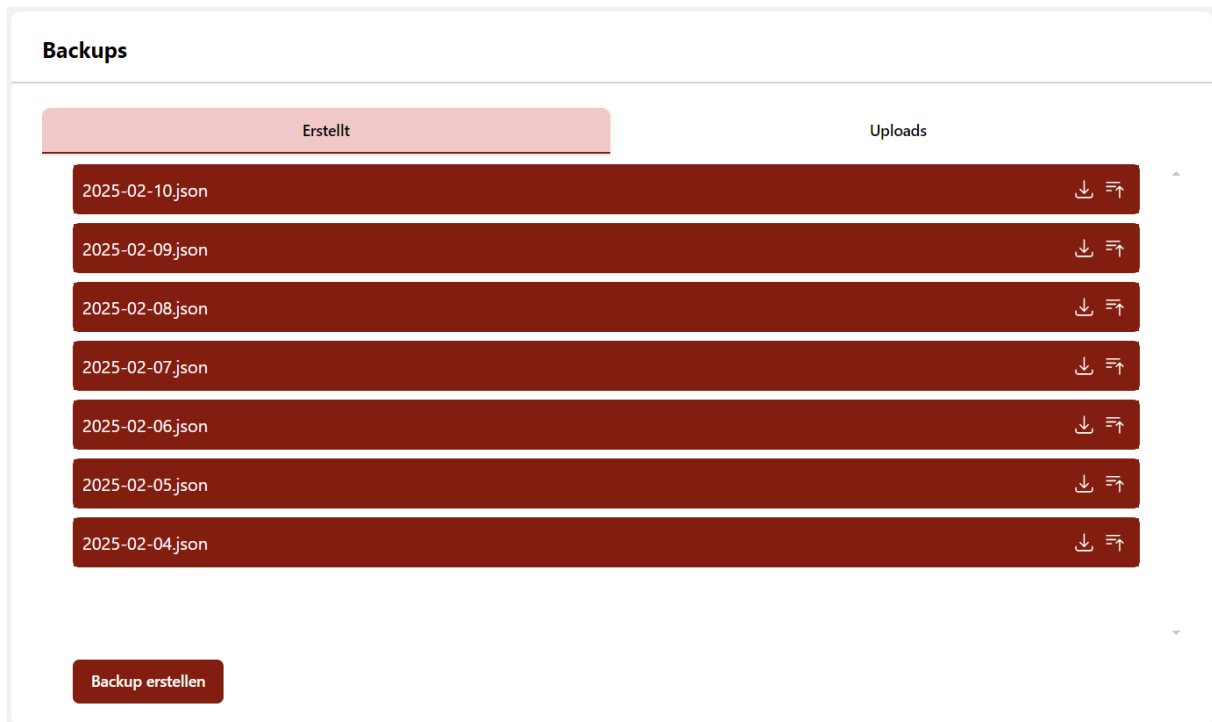 Backups
Erstellt
Uploads
2025-02-10.json
2025-02-09.json
2025-02-08.json
2025-02-07.json
2025-02-06.json
2025-02-05.json
2025-02-04.json
Backup erstellen